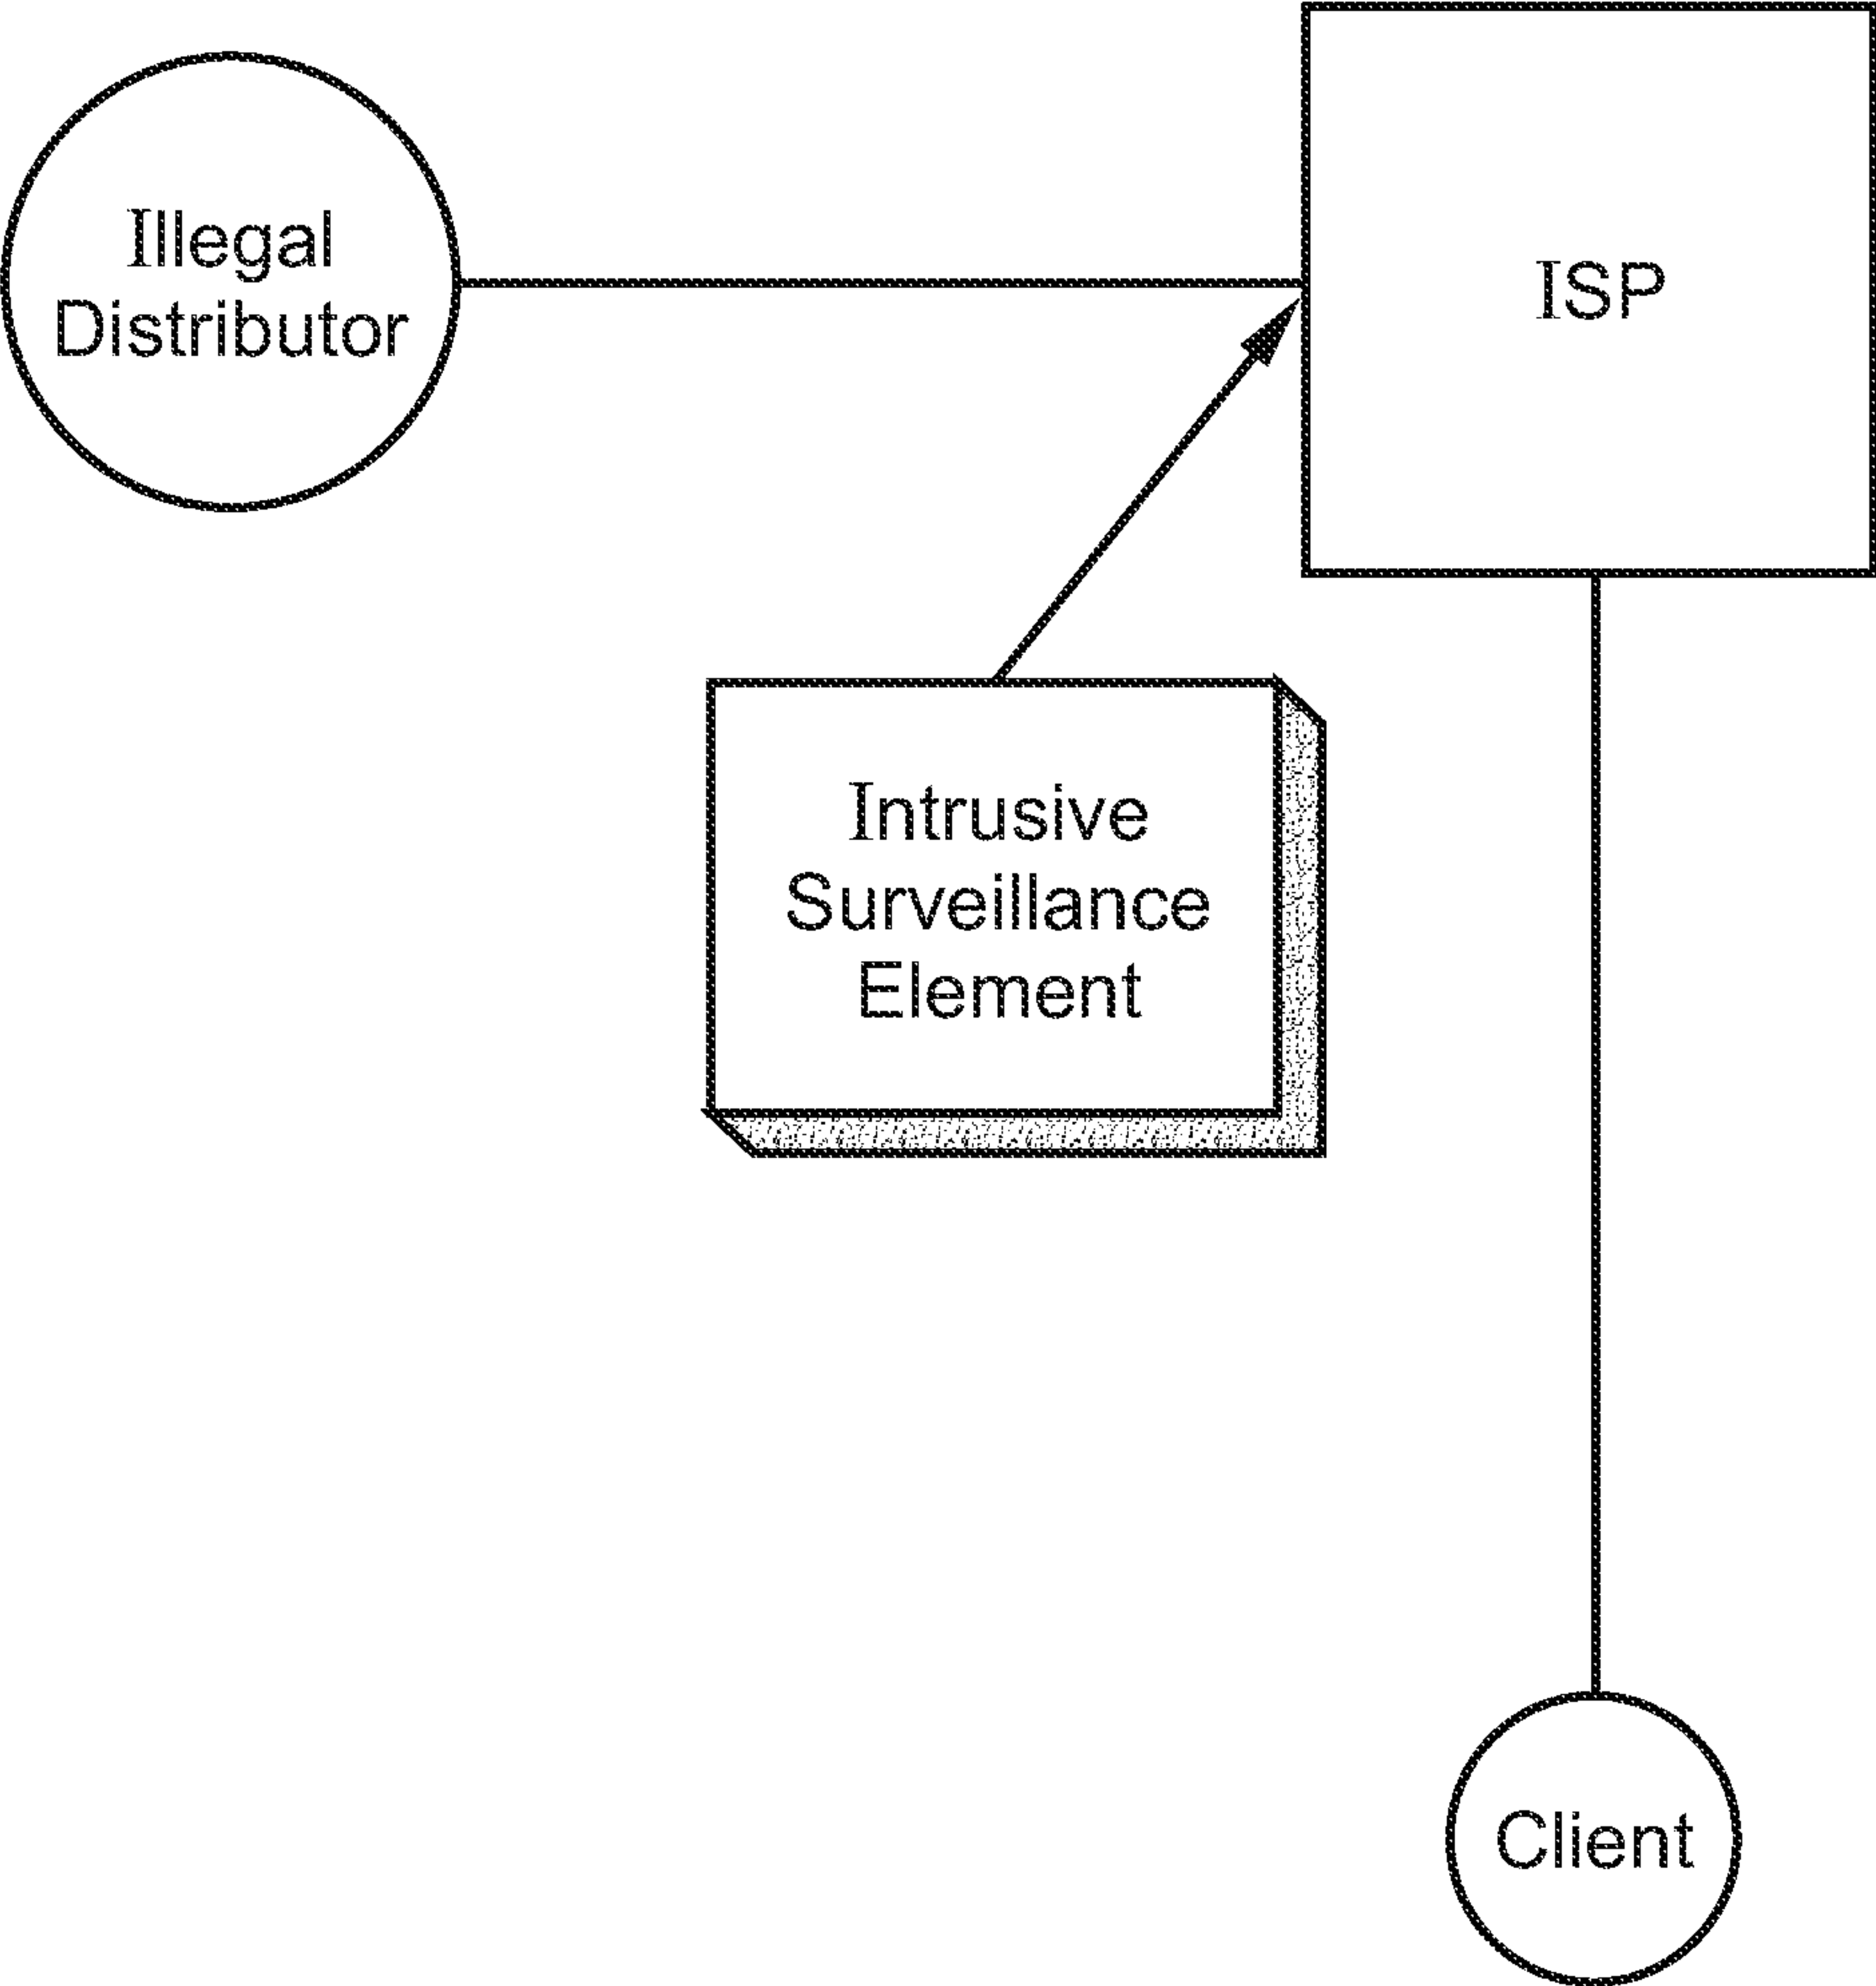 Illegal
Distributor
ISP
Intrusive
Surveillance
Element
Client